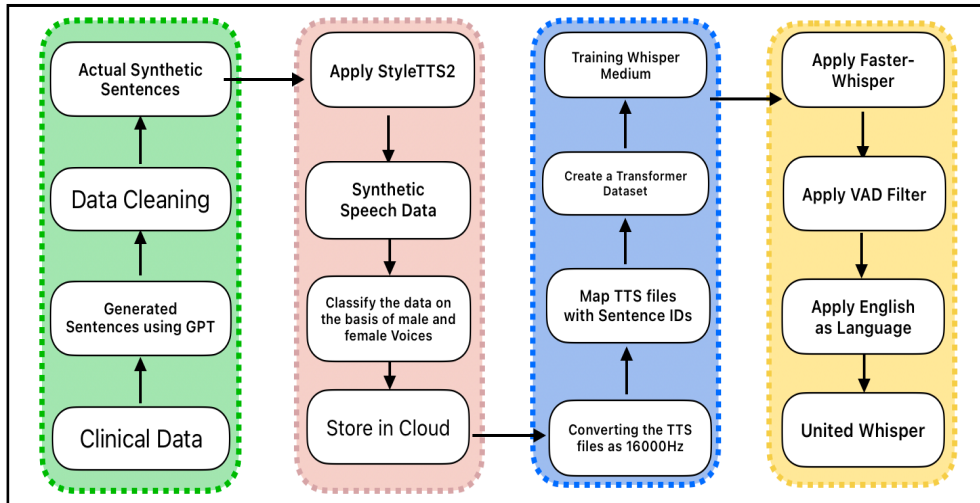 Actual Synthetic
Sentences
Data Cleaning
Generated
Sentences using GPT
Clinical Data
Apply StyleTTS2
Synthetic
Speech Data
Classify the data on
the basis of male and
female Voices
Store in Cloud
Training Whisper
Medium
Create a Transformer
Dataset
Map TTS files
with Sentence IDs
Converting the TTS
files as 16000Hz
Apply Faster-
Whisper
Apply VAD Filter
Apply English
as Language
United Whisper